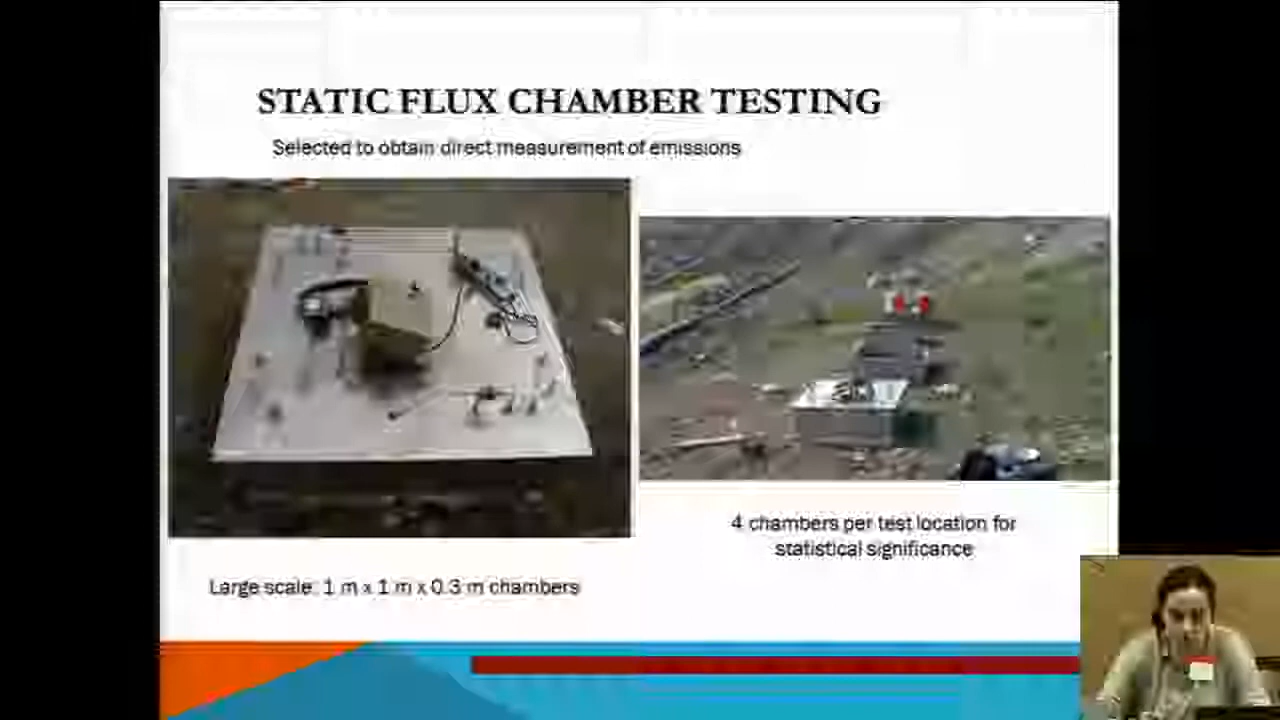 STATIC FLUX CHAMBER TESTING
Selected to obtain direct measurement of emissions
4 chambers per test location for
statistical significance
Large scale: 1 m x 1 m x 0.3 m chambers